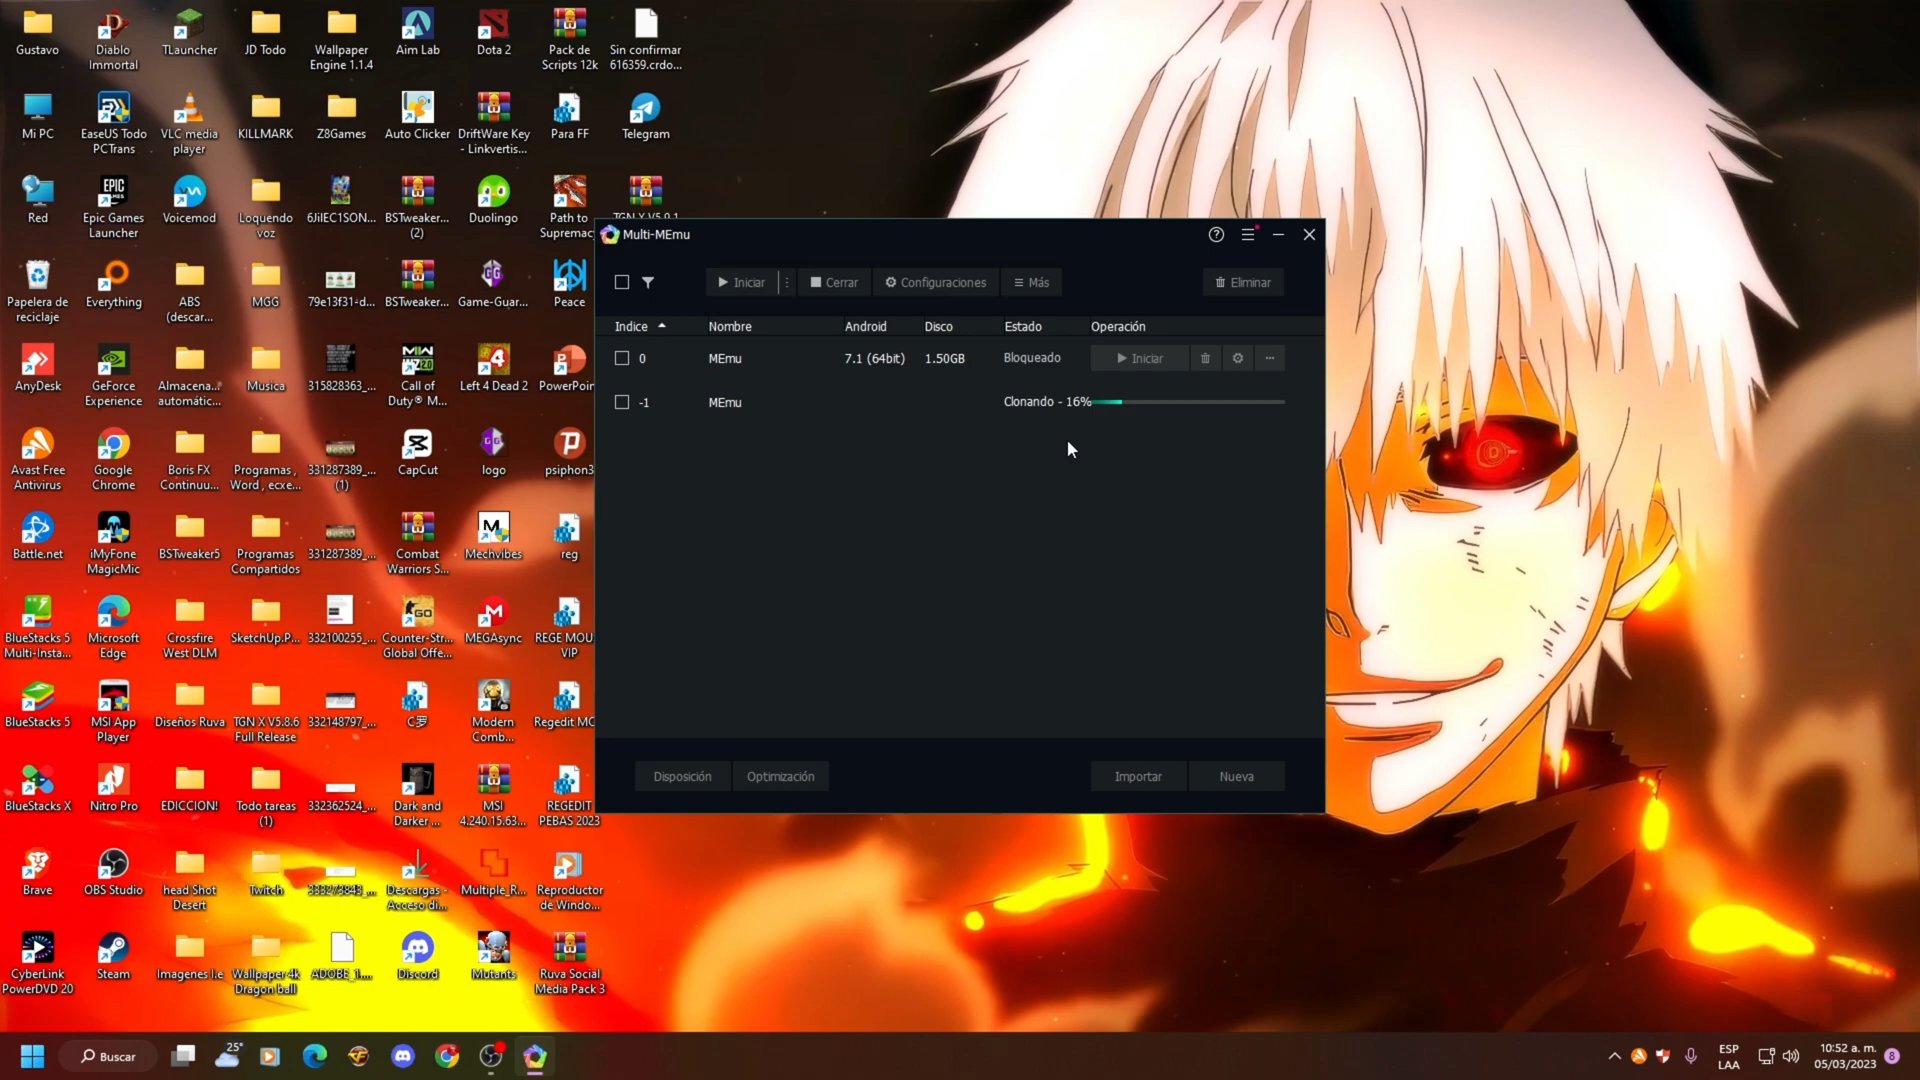 Gustavo
Diablo
Immortal
TLauncher
JD Todo
Wallpaper
Engine 1.1.4
Aim Lab
Dota 2
Pack de
Scripts 12k
Sin confirmar
616359.crdo...
Mi PC
EaseUS Todo
PCTrans
VLC media
player
KILLMARK
Z8Games
Auto Clicker
DriftWare Key
- Linkvertis...
Para FF
Telegram
Red
Epic Games
Launcher
Voicemod
Loquendo
voz
6JiIEC1SON...
BSTweaker...
(2)
Duolingo
Path to
Supremac
TGN X V5.9.1
Papelera de
reciclaje
Everything
ABS
(descar...
MGG
79e13f31-d...
BSTweaker...
Game-Guar...
Peace
AnyDesk
GeForce
Experience
Almacena...
automátic...
Musica
315828363_...
Call of
Duty® M...
Left 4 Dead 2
PowerPoin
Avast Free
Antivirus
Google
Chrome
Boris FX
Continuu...
Programas ,
Word , ecxe...
331287389_...
(1)
CapCut
logo
psiphon3
Battle.net
iMyFone
MagicMic
BSTweaker5
Programas
Compartidos
331287389_...
Combat
Warriors S...
Mechvibes
reg
BlueStacks 5
Multi-Insta...
Microsoft
Edge
Crossfire
West DLM
SketchUp.P...
332100255_...
Counter-Str...
Global Offe...
MEGAsync
REGE MOU
VIP
BlueStacks 5
MSI App
Player
Diseños Ruva
TGN X V5.8.6
Full Release
332148797_...
C罗
Modern
Comb...
Regedit MO
BlueStacks X
Nitro Pro
EDICCION!
Todo tareas
(1)
332362524_...
Dark and
Darker ...
MSI
4.240.15.63...
REGEDIT
PEBAS 2023
Brave
OBS Studio
head Shot
Desert
Twitch
333273843_...
Descargas -
Acceso di...
Multiple_R...
Reproductor
de Windo...
CyberLink
PowerDVD 20
Steam
Imagenes I.e
Wallpaper 4k
Dragon ball
ADOBE_1....
Discord
Mutants
Ruva Social
Media Pack 3
Multi-MEmu
Iniciar
Cerrar
Configuraciones
Más
Eliminar
Indice Nombre Android Disco Estado Operación
0 MEmu 7.1 (64bit) 1.50GB Bloqueado Iniciar
-1 MEmu Clonando - 16%
Disposición
Optimización
Importar
Nueva
Buscar
25°
ESP
LAA
10:52 a. m.
05/03/2023
8